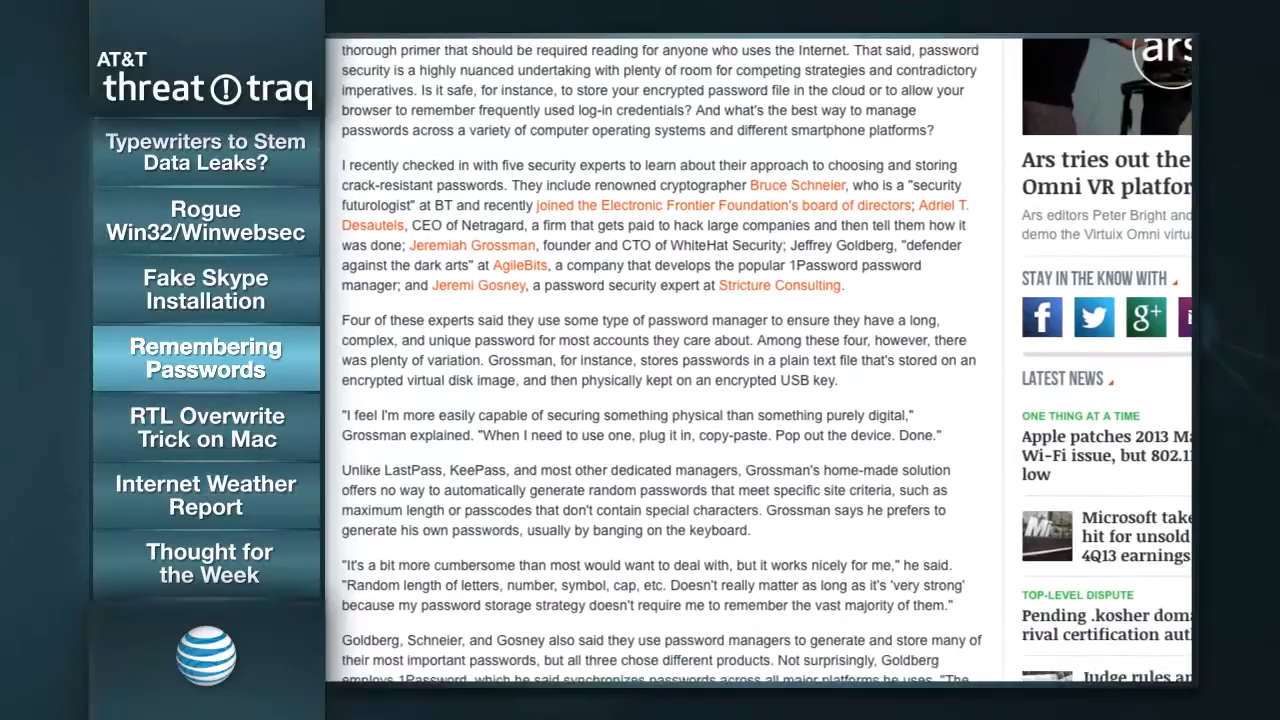 AT&T
threat traq
Typewriters to Stem
Data Leaks?
Rogue
Win32/Winwebsec
Fake Skype
Installation
Remembering
Passwords
RTL Overwrite
Trick on Mac
Internet Weather
Report
Thought for
the Week
thorough primer that should be required reading for anyone who uses the Internet. That said, password
security is a highly nuanced undertaking with plenty of room for competing strategies and contradictory
imperatives. Is it safe, for instance, to store your encrypted password file in the cloud or to allow your
browser to remember frequently used log-in credentials? And what's the best way to manage
passwords across a variety of computer operating systems and different smartphone platforms?
I recently checked in with five security experts to learn about their approach to choosing and storing
crack-resistant passwords. They include renowned cryptographer Bruce Schneier, who is a "security
futurologist" at BT and recently joined the Electronic Frontier Foundation's board of directors; Adriel T.
Desautels, CEO of Netragard, a firm that gets paid to hack large companies and then tell them how it
was done; Jeremiah Grossman, founder and CTO of WhiteHat Security; Jeffrey Goldberg, "defender
against the dark arts" at AgileBits, a company that develops the popular 1Password password
manager; and Jeremi Gosney, a password security expert at Stricture Consulting.
Four of these experts said they use some type of password manager to ensure they have a long,
complex, and unique password for most accounts they care about. Among these four, however, there
was plenty of variation. Grossman, for instance, stores passwords in a plain text file that's stored on an
encrypted virtual disk image, and then physically kept on an encrypted USB key.
"I feel I'm more easily capable of securing something physical than something purely digital,"
Grossman explained. "When I need to use one, plug it in, copy-paste. Pop out the device. Done."
Unlike LastPass, KeePass, and most other dedicated managers, Grossman's home-made solution
offers no way to automatically generate random passwords that meet specific site criteria, such as
maximum length or passcodes that don't contain special characters. Grossman says he prefers to
generate his own passwords, usually by banging on the keyboard.
"It's a bit more cumbersome than most would want to deal with, but it works nicely for me," he said.
"Random length of letters, number, symbol, cap, etc. Doesn't really matter as long as it's 'very strong'
because my password storage strategy doesn't require me to remember the vast majority of them."
Goldberg, Schneier, and Gosney also said they use password managers to generate and store many of
their most important passwords, but all three chose different products. Not surprisingly, Goldberg
employs 1Password, which he said synchronizes passwords across all major platforms he uses. "The
ars
Ars tries out the
Omni VR platfor
Ars editors Peter Bright and
demo the Virtuix Omni virtu
STAY IN THE KNOW WITH
LATEST NEWS
ONE THING AT A TIME
Apple patches 2013 Ma
Wi-Fi issue, but 802.11
low
Microsoft take
hit for unsold
4Q13 earnings
TOP-LEVEL DISPUTE
Pending .kosher doma
rival certification aut
Judge rules an